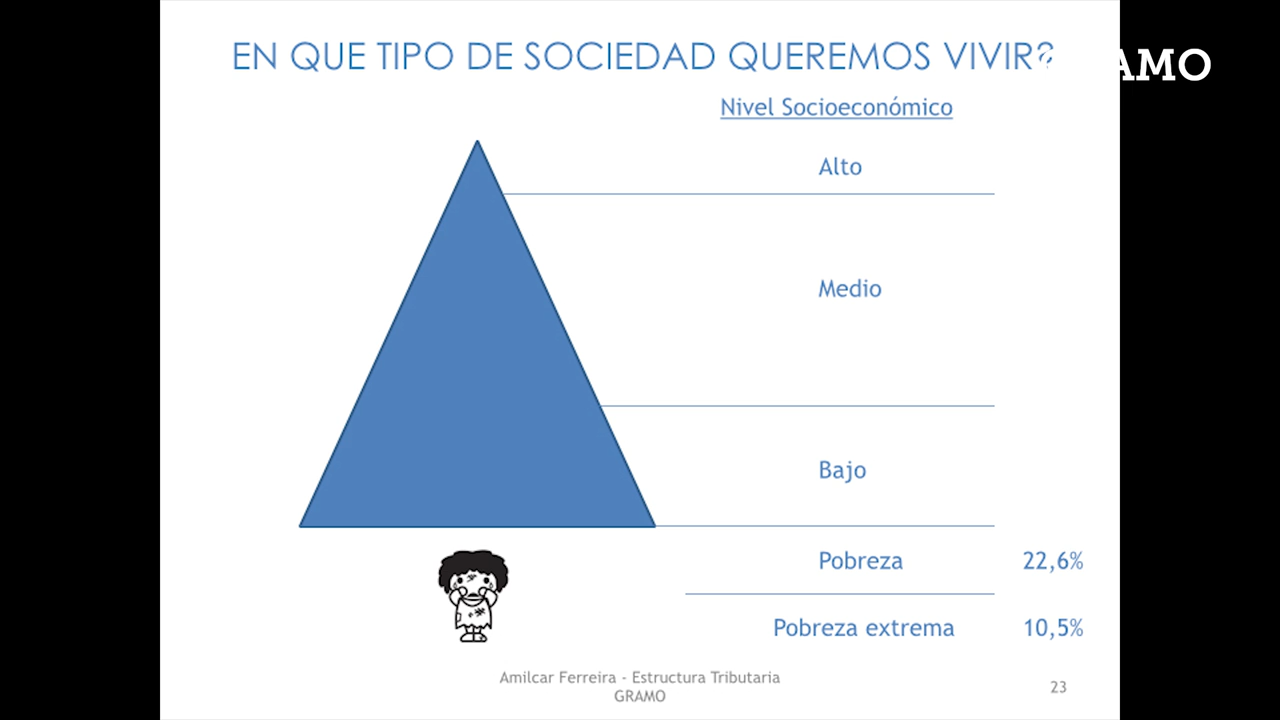 EN QUE TIPO DE SOCIEDAD QUEREMOS VIVIR?
AMO
Nivel Socioeconómico
Alto
Medio
Bajo
Pobreza 22,6%
Pobreza extrema 10,5%
Amilcar Ferreira - Estructura Tributaria
GRAMO
23